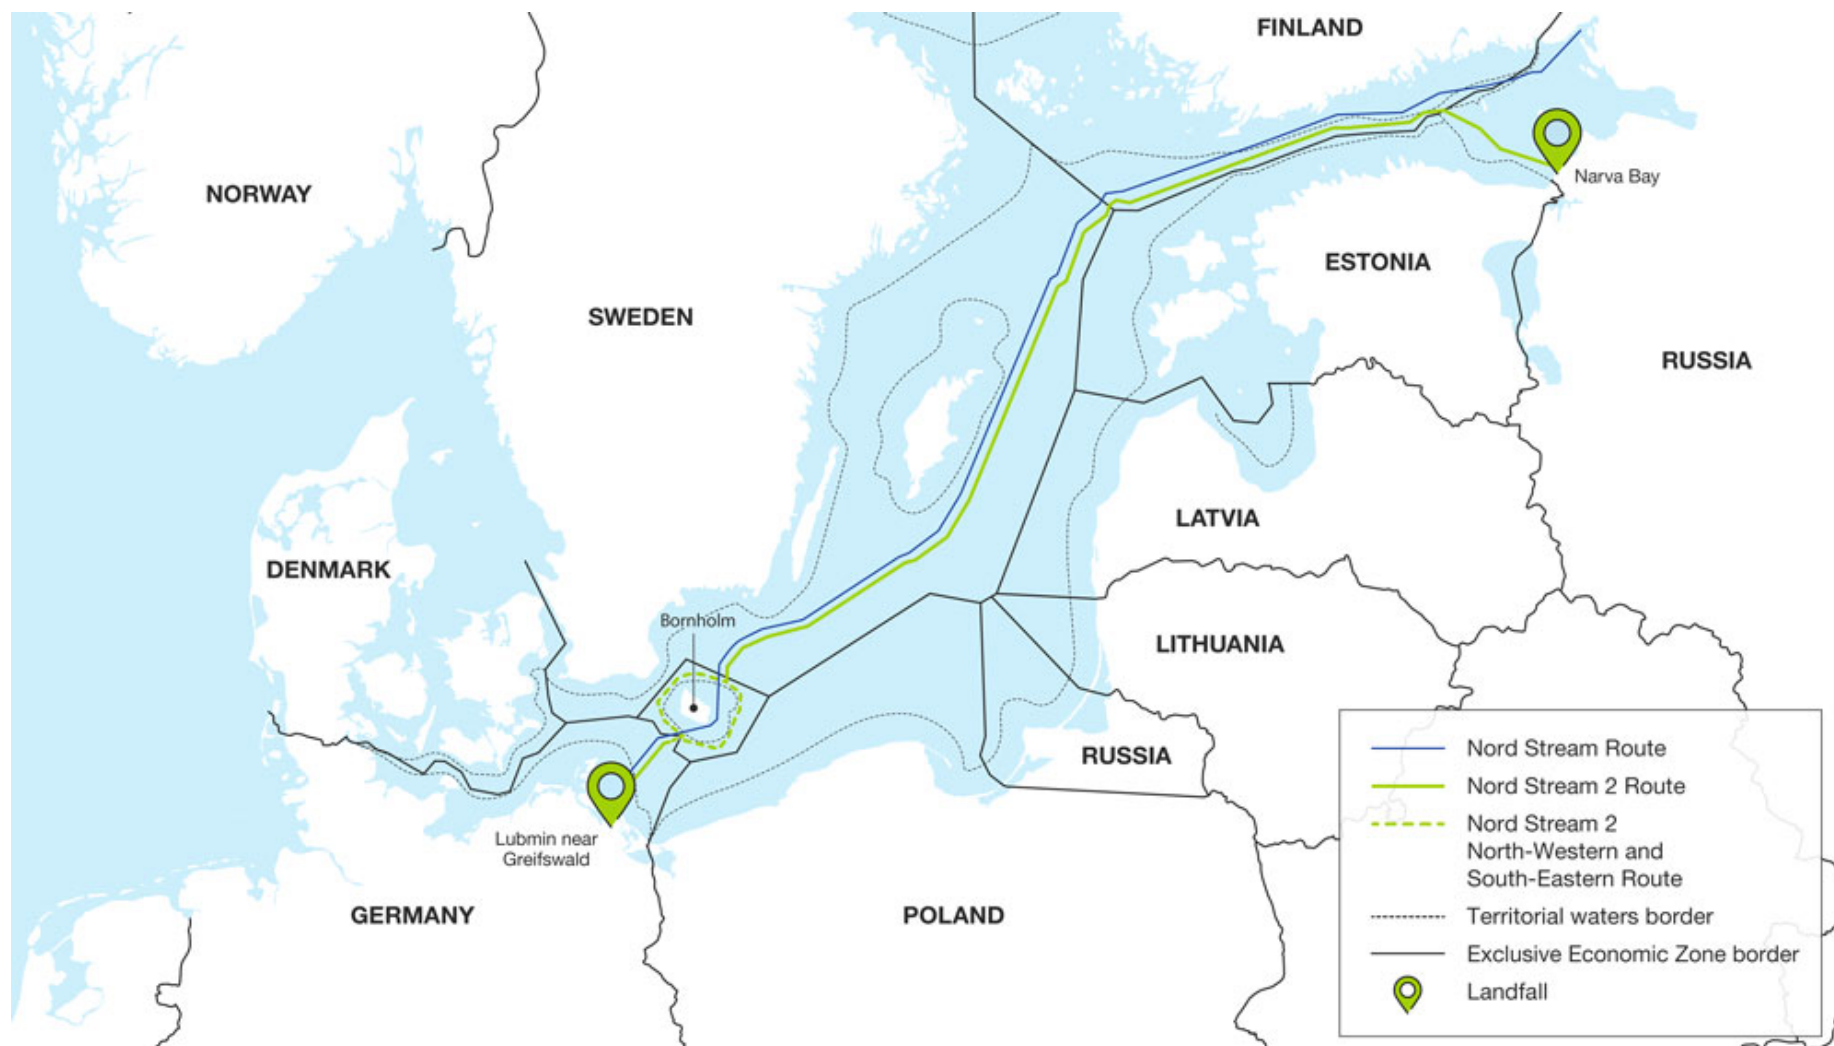 FINLAND
Narva Bay
NORWAY
ESTONIA
SWEDEN
RUSSIA
LATVIA
DENMARK
Bornholm
LITHUANIA
RUSSIA
Lubmin near
Greifswald
GERMANY
POLAND
Nord Stream Route
Nord Stream 2 Route
Nord Stream 2
North-Western and
South-Eastern Route
Territorial waters border
Exclusive Economic Zone border
Landfall